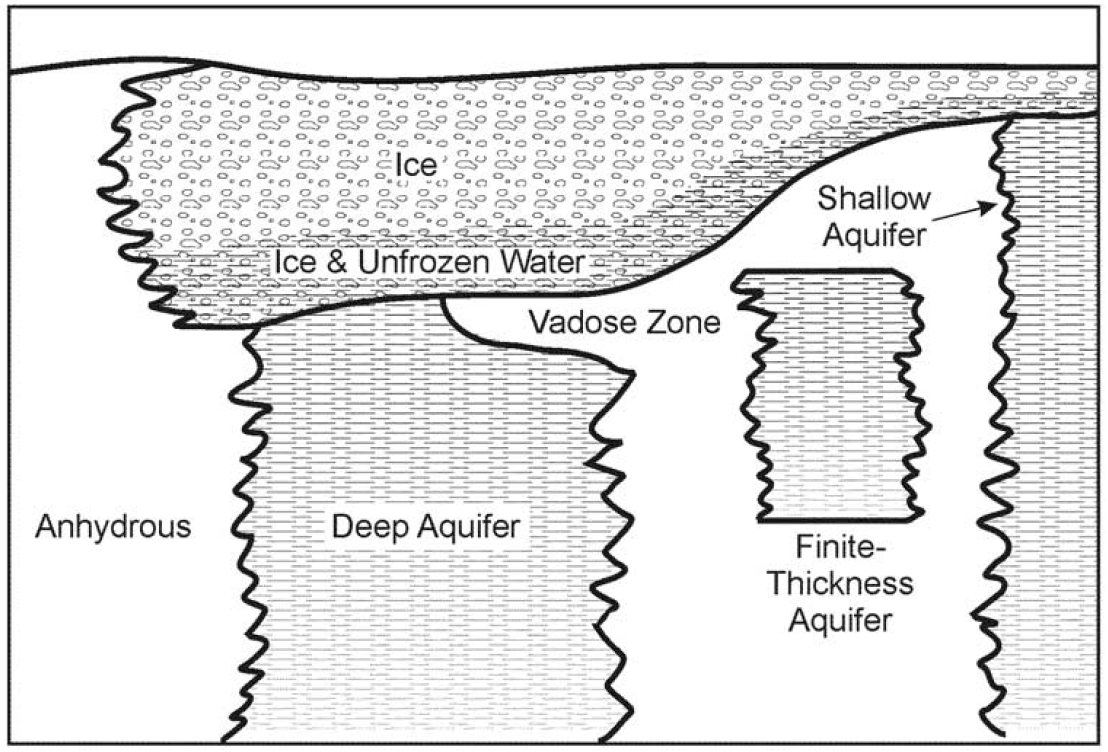 Ice
Shallow
Aquifer
Ice & Unfrozen Water
Vadose Zone
Anhydrous
Deep Aquifer
Finite-
Thickness
Aquifer